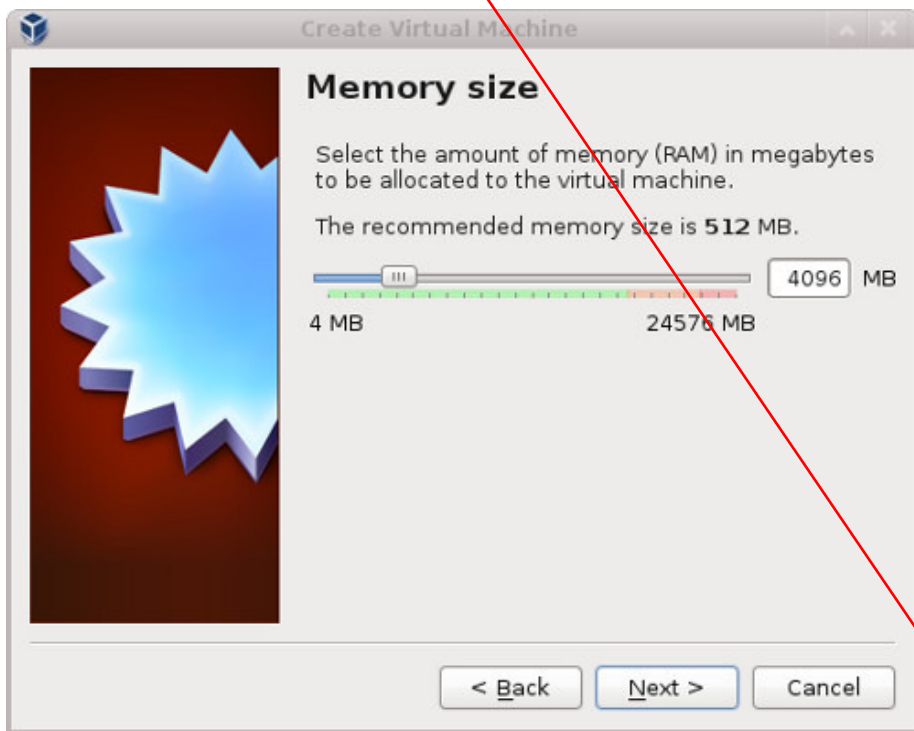 Create Virtual Machine
Memory size
Select the amount of memory (RAM) in megabytes
to be allocated to the virtual machine.
The recommended memory size is 512 MB.
4096 MB
4 MB 24576 MB
< Back Next > Cancel